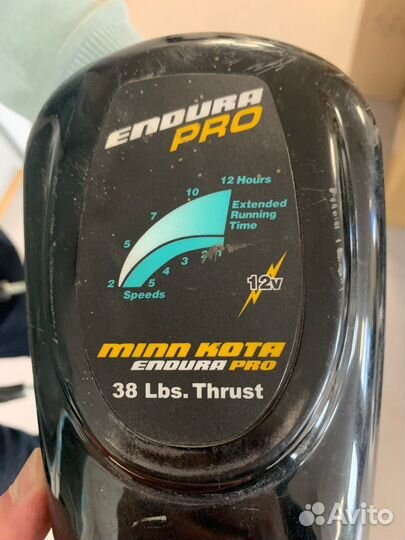 ENDURA
PRO
12 Hours
10
7
5
2
Extended
Running
Time
5 4 3 2 1
Speeds
12v
MINN KOTA
ENDURA PRO
38 Lbs. Thrust
Avito